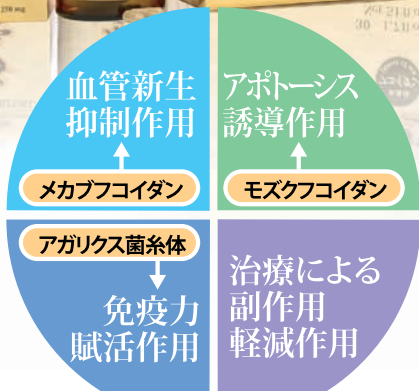 血管新生
抑制作用
メカブフコイダン
アポトーシス
誘導作用
モズクフコイダン
アガリクス菌糸体
免疫力
賦活作用
治療による
副作用
軽減作用